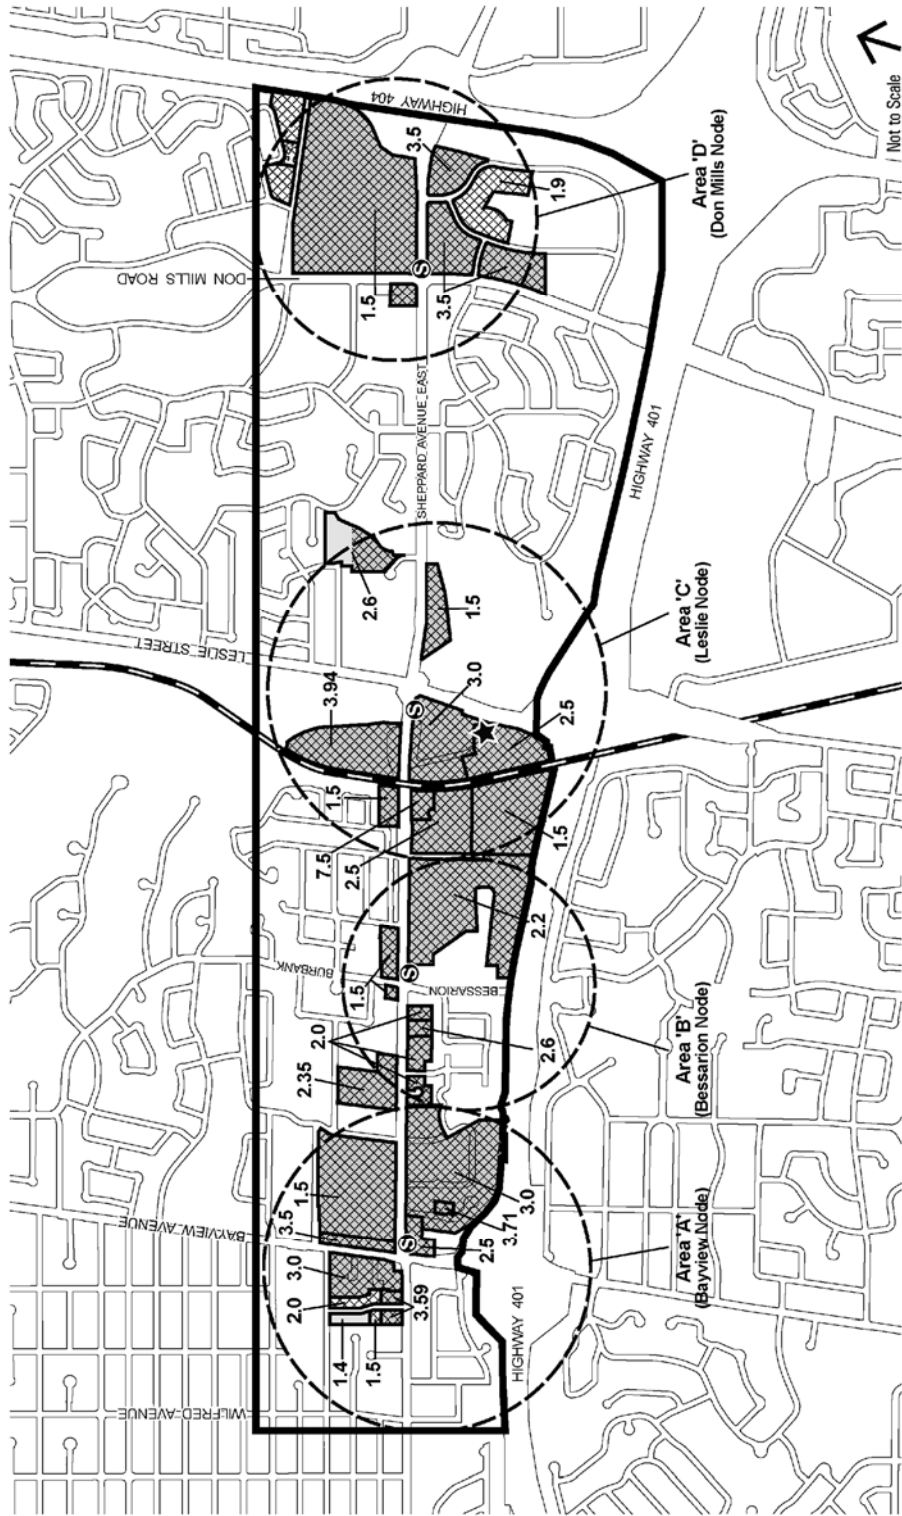 HIGHWAY 404
3.5
1.9
Area 'D'
(Don Mills Node)
Not to Scale
DON MILLS ROAD
1.5
S
3.5
SHEPPARD AVENUE EAST
HIGHWAY 401
2.6
1.5
LESLIE STREET
Area 'C'
(Leslie Node)
3.94
S
3.0
2.5
1.5
7.5
2.5
1.5
2.2
BURBANK
S
BESSARION
1.5
2.0
2.6
Area 'B'
(Bessarion Node)
2.35
BAYVIEW AVENUE
1.5
3.5
3.0
3.71
S
2.5
Area 'A'
(Bayview Node)
3.0
2.0
3.59
1.4
1.5
HIGHWAY 401
WILFRED AVENUE